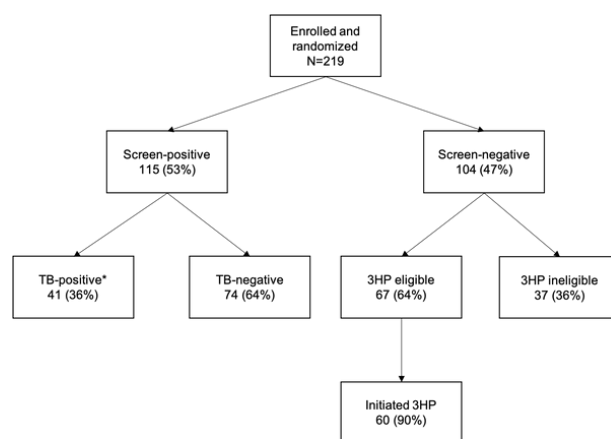 Enrolled and
randomized
N=219
Screen-positive
115 (53%)
Screen-negative
104 (47%)
TB-positive*
41 (36%)
TB-negative
74 (64%)
3HP eligible
67 (64%)
3HP ineligible
37 (36%)
Initiated 3HP
60 (90%)